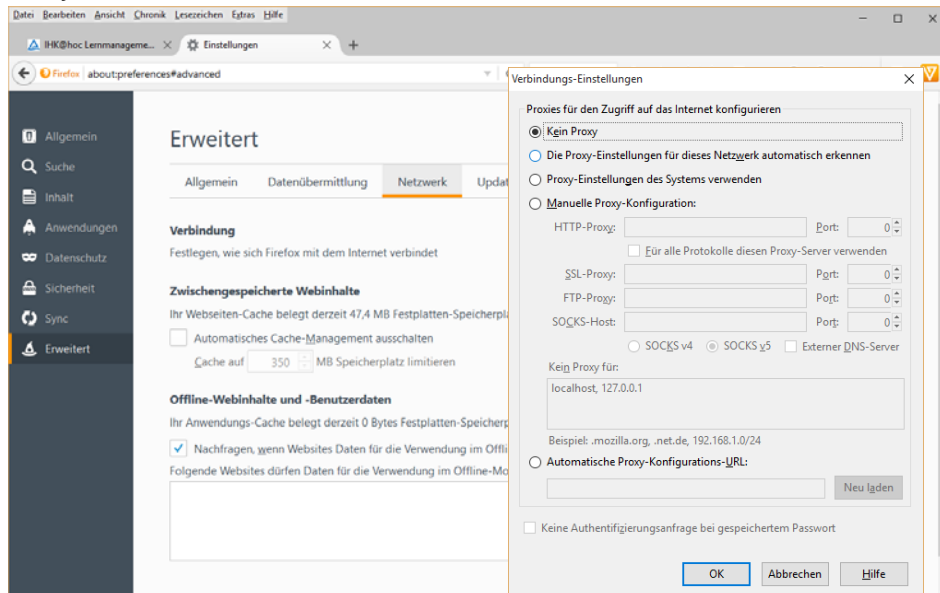 Datei Bearbeiten Ansicht Chronik Lesezeichen Extras Hilfe
IHK@hoc Lernmanageme...
Einstellungen
Firefox about:preferences#advanced
Allgemein
Suche
Inhalt
Anwendungen
Datenschutz
Sicherheit
Sync
Erweitert
Erweitert
Allgemein Datenübermittlung Netzwerk Updat
Verbindung
Festlegen, wie sich Firefox mit dem Internet verbindet
Zwischengespeicherte Webinhalte
Ihr Webseiten-Cache belegt derzeit 47,4 MB Festplatten-Speicherpl
Automatisches Cache-Management ausschalten
Cache auf 350 MB Speicherplatz limitieren
Offline-Webinhalte und -Benutzerdaten
Ihr Anwendungs-Cache belegt derzeit 0 Bytes Festplatten-Speicherp
Nachfragen, wenn Websites Daten für die Verwendung im Offli
Folgende Websites dürfen Daten für die Verwendung im Offline-Mo
Verbindungs-Einstellungen
Proxies für den Zugriff auf das Internet konfigurieren
Kein Proxy
Die Proxy-Einstellungen für dieses Netzwerk automatisch erkennen
Proxy-Einstellungen des Systems verwenden
Manuelle Proxy-Konfiguration:
HTTP-Proxy: Port: 0
Für alle Protokolle diesen Proxy-Server verwenden
SSL-Proxy: Port: 0
FTP-Proxy: Port: 0
SOCKS-Host: Port: 0
SOCKS v4 SOCKS v5 Externer DNS-Server
Kein Proxy für:
localhost, 127.0.0.1
Beispiel: .mozilla.org, .net.de, 192.168.1.0/24
Automatische Proxy-Konfigurations-URL:
Neu laden
Keine Authentifizierungsanfrage bei gespeichertem Passwort
OK Abbrechen Hilfe